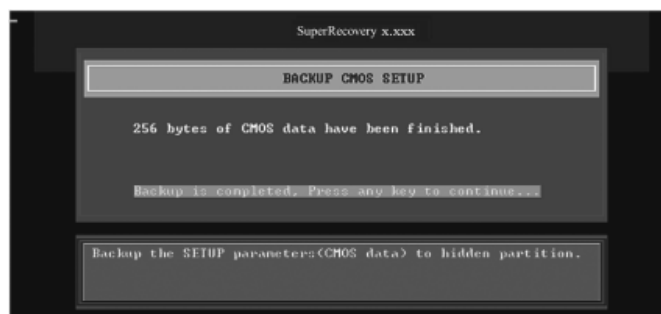 SuperRecovery x.xxx
BACKUP CMOS SETUP
256 bytes of CMOS data have been finished.
Backup is completed. Press any key to continue...
Backup the SETUP parameters(CMOS data) to hidden partition.